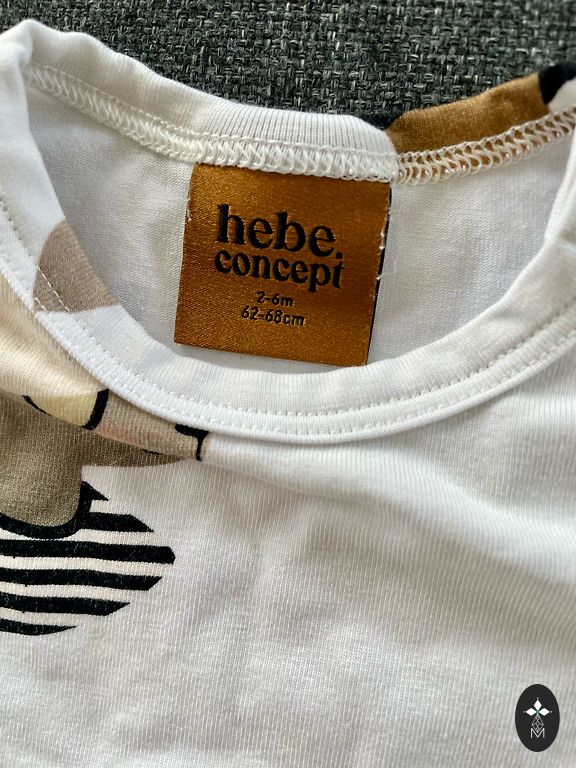 hebe.
concept
2-6m
62-68cm
M